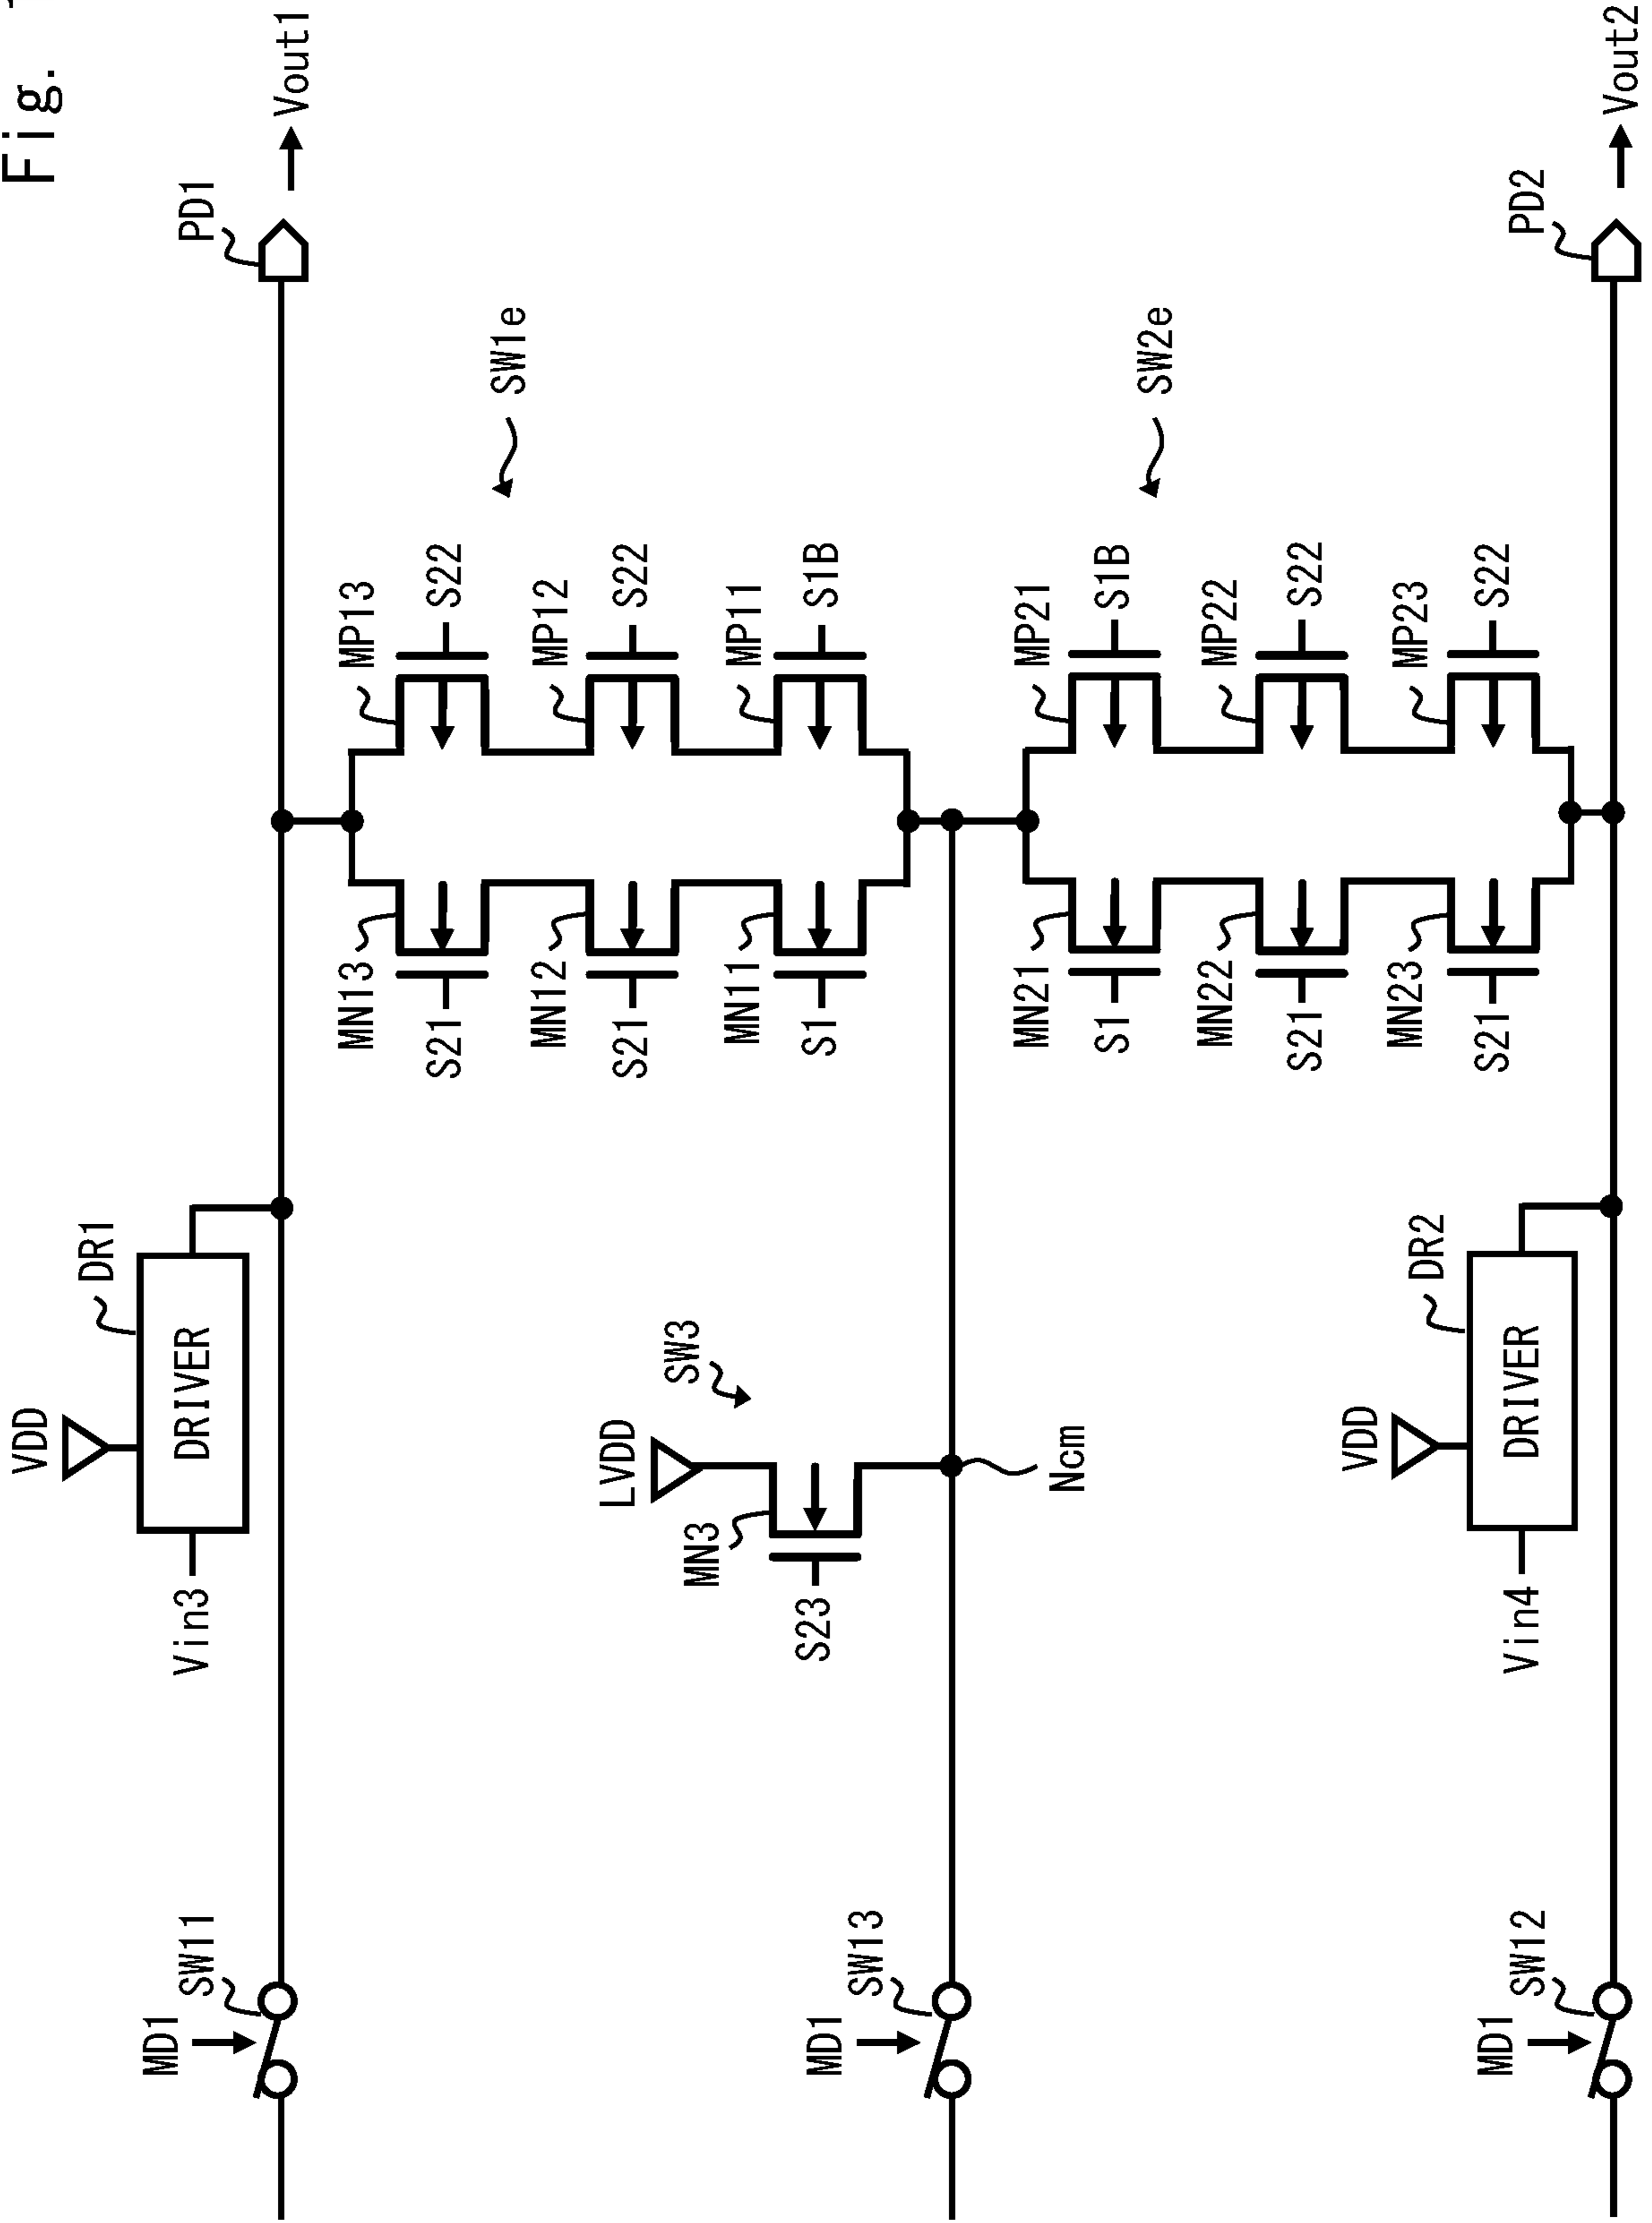 Fig. 1
VDD
DR1
DRIVER
Vin3
MD1
SW11
PD1
Vout1
MN13
S21
MP13
S22
SW1e
MN12
S21
MP12
S22
MN11
S1
MP11
S1B
LVDD
SW3
MN3
S23
Ncm
MD1
SW13
MN21
S1
MP21
S1B
SW2e
MN22
S21
MP22
S22
MN23
S21
MP23
S22
VDD
DR2
DRIVER
Vin4
MD1
SW12
PD2
Vout2